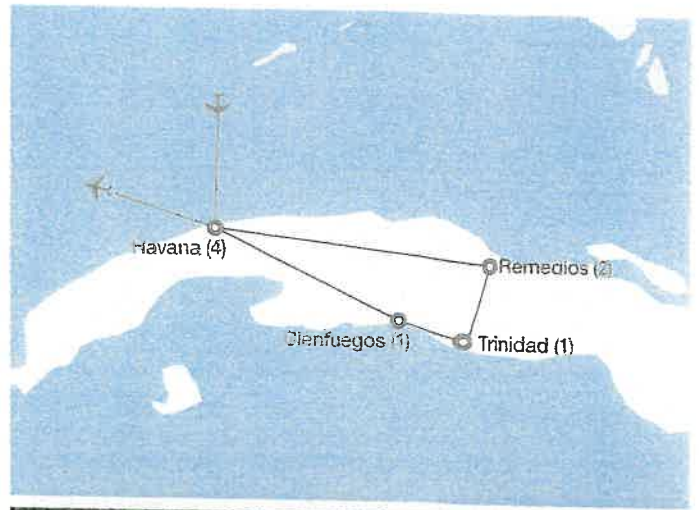 Havana (4)
Remedios (2)
Cienfuegos (1)
Trinidad (1)